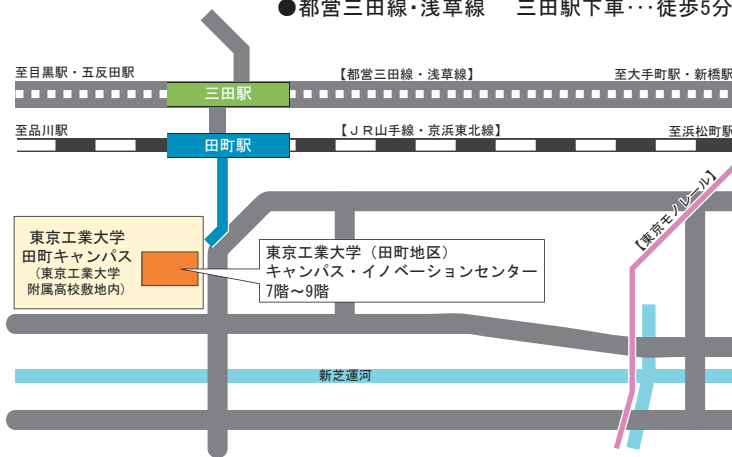 ●都営三田線・浅草線　三田駅下車･･･徒歩5分
至目黒駅・五反田駅
【都営三田線・浅草線】
至大手町駅・新橋駅
三田駅
至品川駅
【ＪＲ山手線・京浜東北線】
至浜松町駅
田町駅
【東京モノレール】
東京工業大学
田町キャンパス
（東京工業大学
附属高校敷地内）
東京工業大学（田町地区）
キャンパス・イノベーションセンター
7階～9階
新芝運河